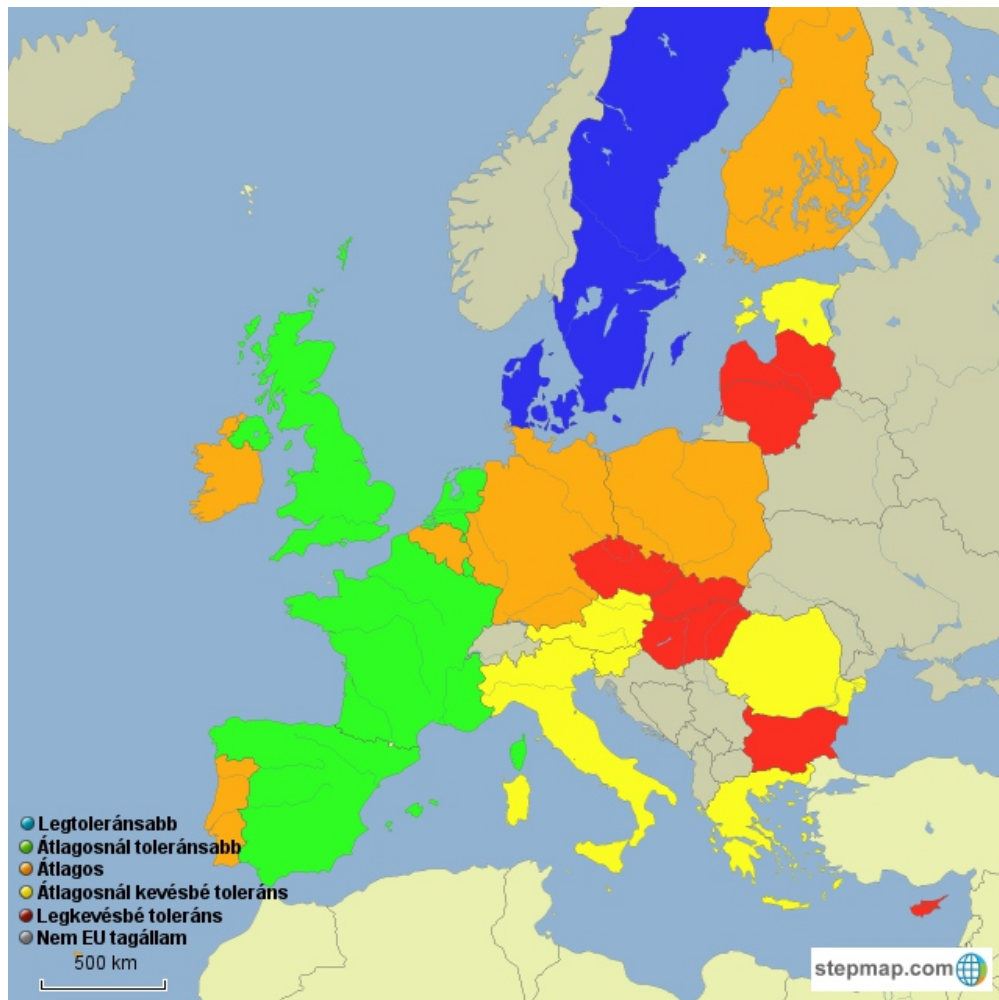 Legtoleránsabb
Átlagosnál toleránsabb
Átlagos
Átlagosnál kevésbé toleráns
Legkevésbé toleráns
Nem EU tagállam
500 km
stepmap.com